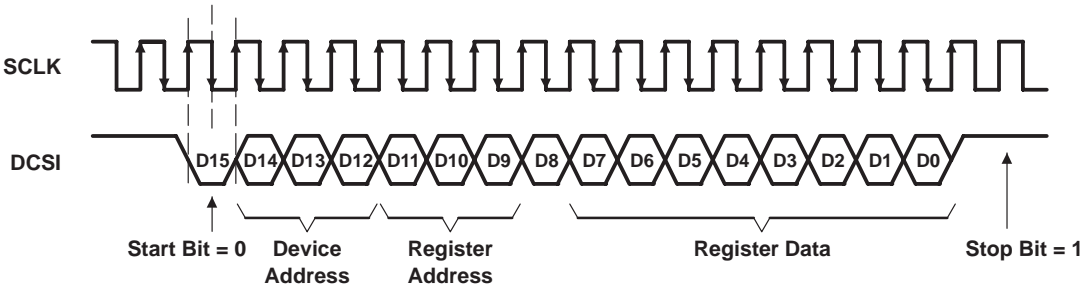 SCLK
DCSI
D15 D14 D13 D12 D11 D10 D9 D8 D7 D6 D5 D4 D3 D2 D1 D0
Start Bit = 0
Device
Address
Register
Address
Register Data
Stop Bit = 1